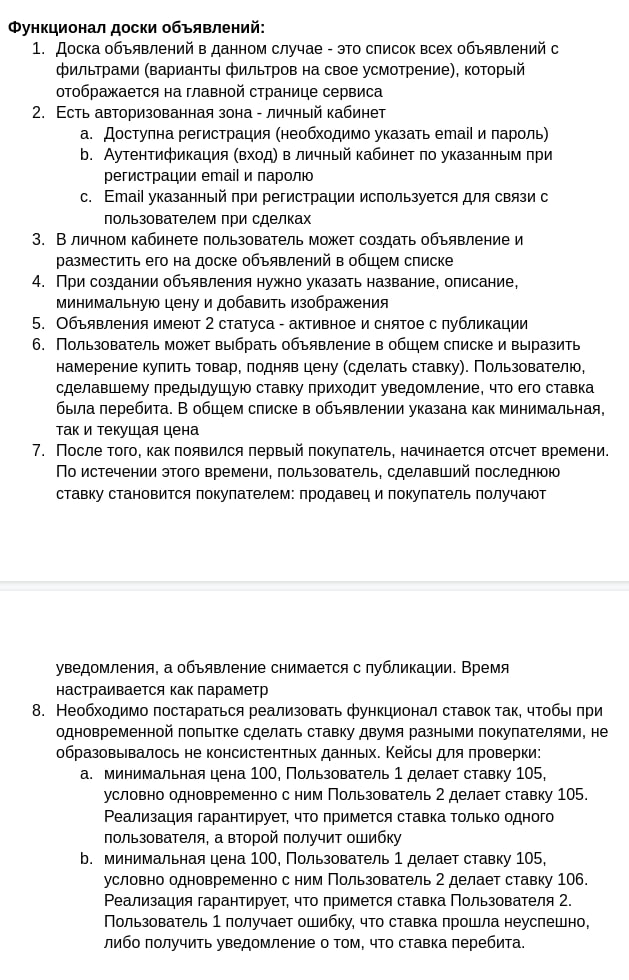 Функционал доски объявлений:
1. Доска объявлений в данном случае - это список всех объявлений с
фильтрами (варианты фильтров на свое усмотрение), который
отображается на главной странице сервиса
2. Есть авторизованная зона - личный кабинет
a. Доступна регистрация (необходимо указать email и пароль)
b. Аутентификация (вход) в личный кабинет по указанным при
регистрации email и паролю
c. Email указанный при регистрации используется для связи с
пользователем при сделках
3. В личном кабинете пользователь может создать объявление и
разместить его на доске объявлений в общем списке
4. При создании объявления нужно указать название, описание,
минимальную цену и добавить изображения
5. Объявления имеют 2 статуса - активное и снятое с публикации
6. Пользователь может выбрать объявление в общем списке и выразить
намерение купить товар, подняв цену (сделать ставку). Пользователю,
сделавшему предыдущую ставку приходит уведомление, что его ставка
была перебита. В общем списке в объявлении указана как минимальная,
так и текущая цена
7. После того, как появился первый покупатель, начинается отсчет времени.
По истечении этого времени, пользователь, сделавший последнюю
ставку становится покупателем: продавец и покупатель получают
уведомления, а объявление снимается с публикации. Время
настраивается как параметр
8. Необходимо постараться реализовать функционал ставок так, чтобы при
одновременной попытке сделать ставку двумя разными покупателями, не
образовывалось не консистентных данных. Кейсы для проверки:
a. минимальная цена 100, Пользователь 1 делает ставку 105,
условно одновременно с ним Пользователь 2 делает ставку 105.
Реализация гарантирует, что примется ставка только одного
пользователя, а второй получит ошибку
b. минимальная цена 100, Пользователь 1 делает ставку 105,
условно одновременно с ним Пользователь 2 делает ставку 106.
Реализация гарантирует, что примется ставка Пользователя 2.
Пользователь 1 получает ошибку, что ставка прошла неуспешно,
либо получить уведомление о том, что ставка перебита.